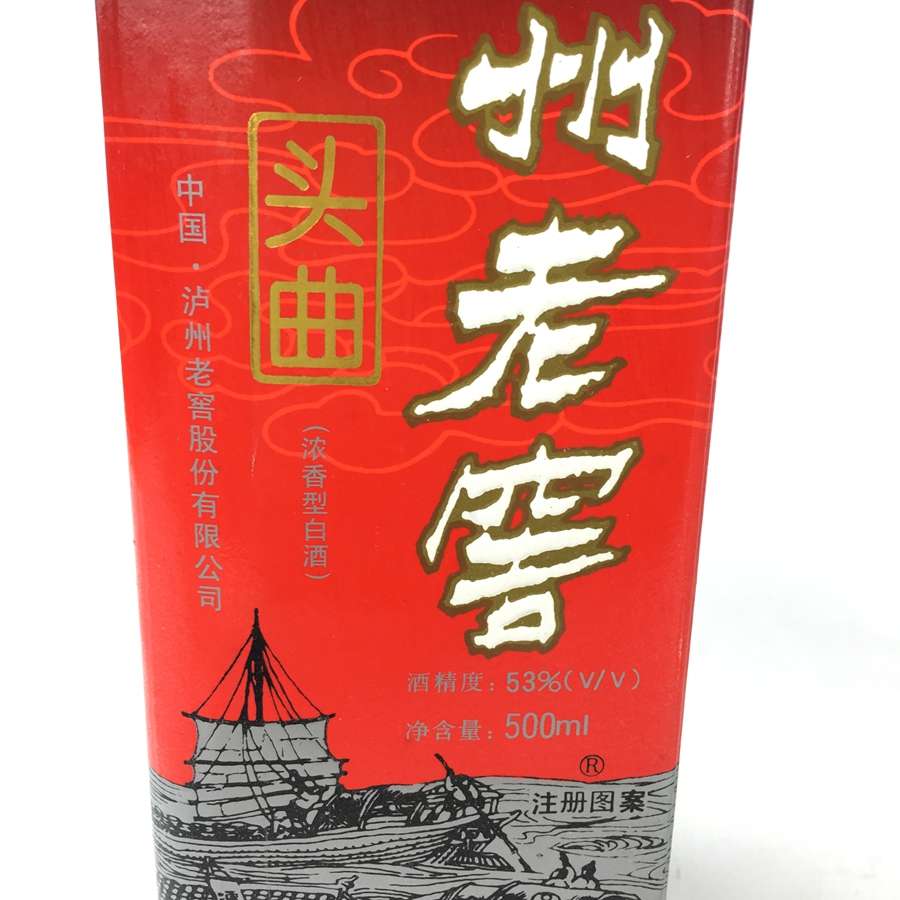 州老窖
头曲
中国·泸州老窖股份有限公司
(浓香型白酒)
酒精度: 53%(V/V)
净含量: 500ml
®
注册图案